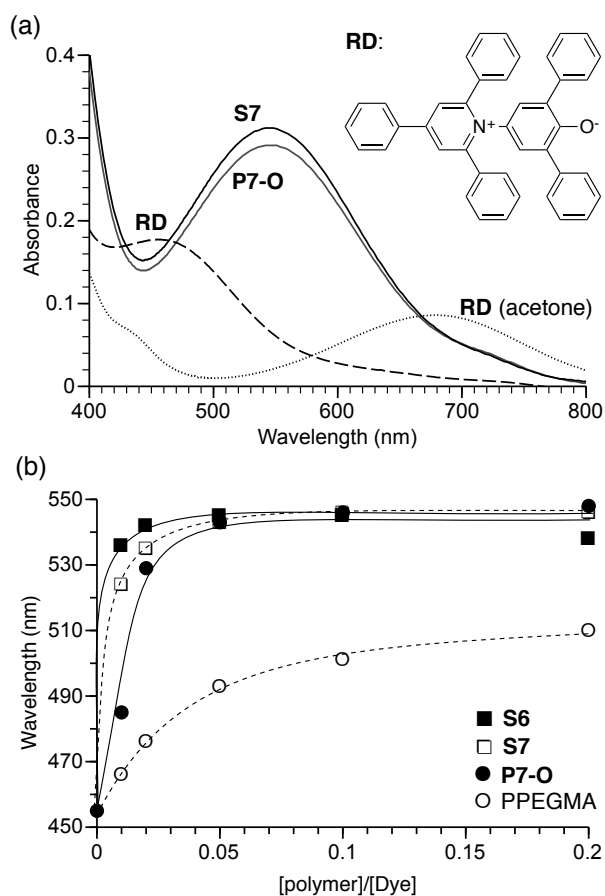 (a)
RD:
N+
O-
S7
P7-O
RD
RD (acetone)
Absorbance
0.4
0.3
0.2
0.1
0
400
500
600
700
800
Wavelength (nm)
(b)
Wavelength (nm)
550
530
510
490
470
450
S6
S7
P7-O
PPEGMA
0
0.05
0.1
0.15
0.2
[polymer]/[Dye]